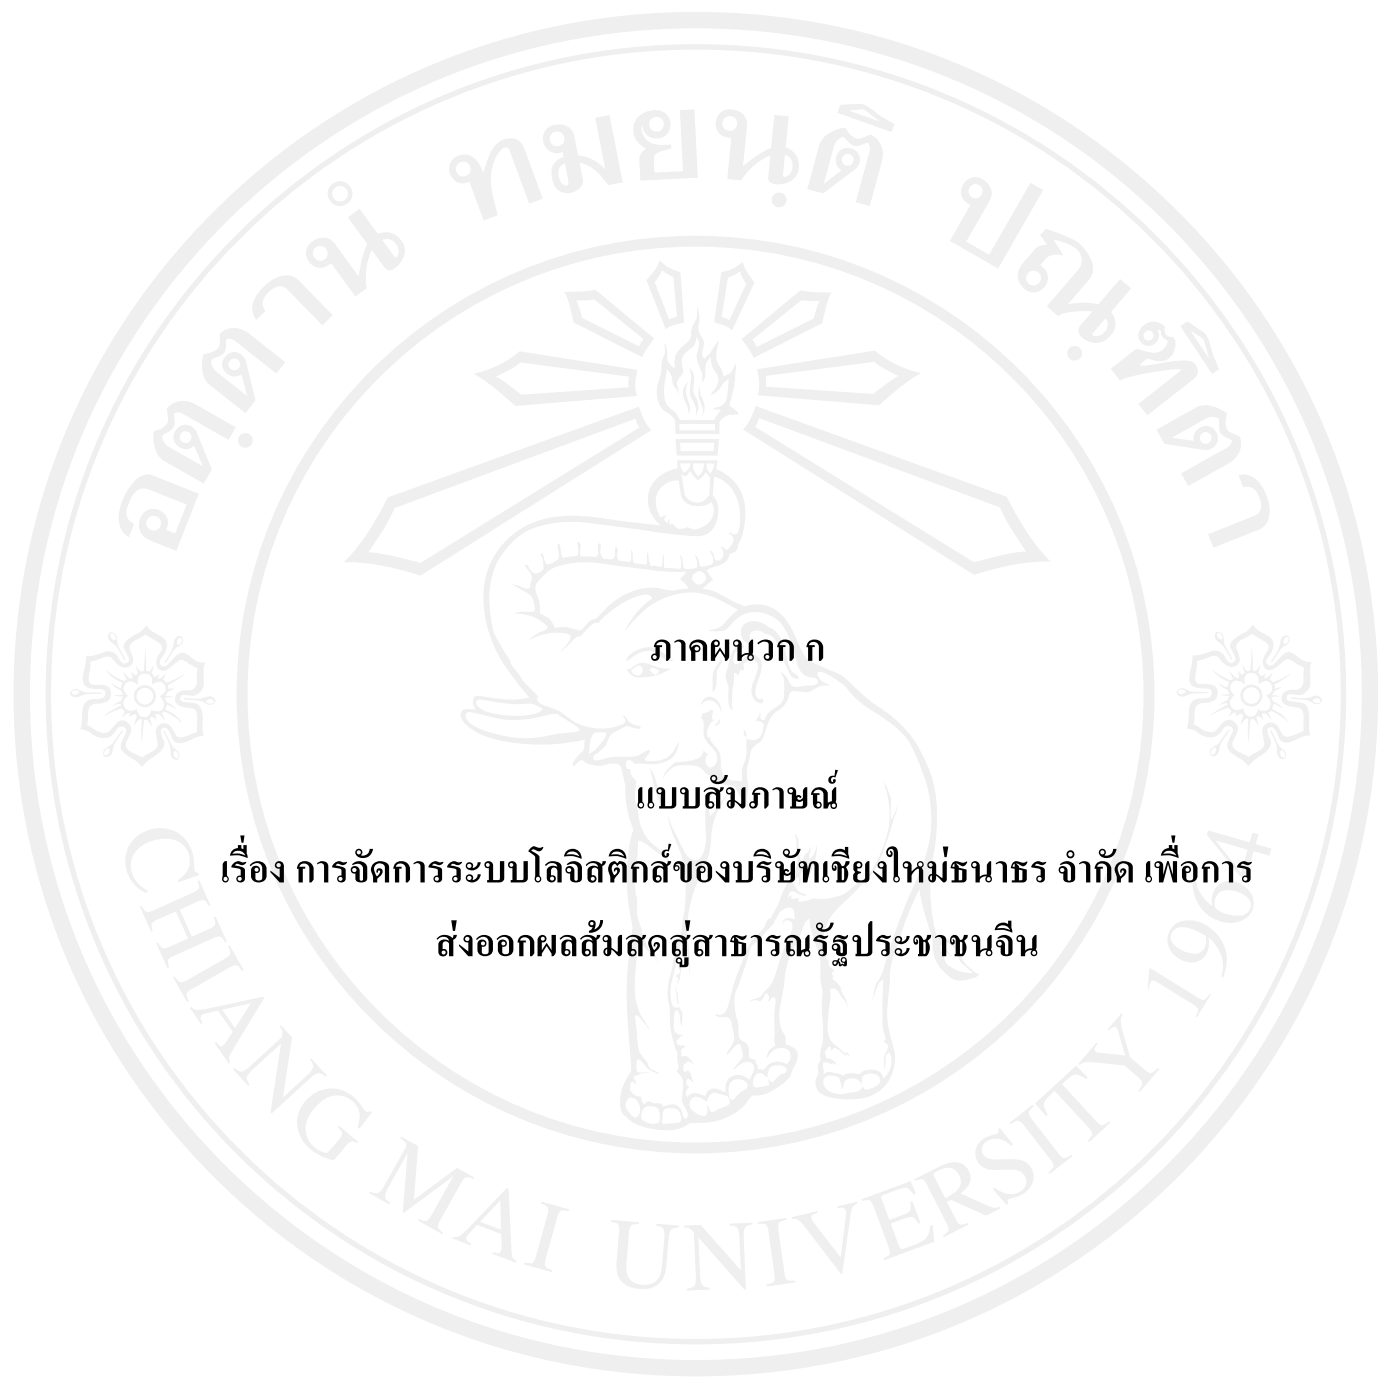 อตฺตานํ ทมยนฺติ ปณฺฑิตา
ภาคผนวก ก
แบบสัมภาษณ์
เรื่อง การจัดการระบบโลจิสติกส์ของบริษัทเชียงใหม่ธนาธร จำกัด เพื่อการ
ส่งออกผลส้มสดสู่สาธารณรัฐประชาชนจีน
CHIANG MAI UNIVERSITY 1964